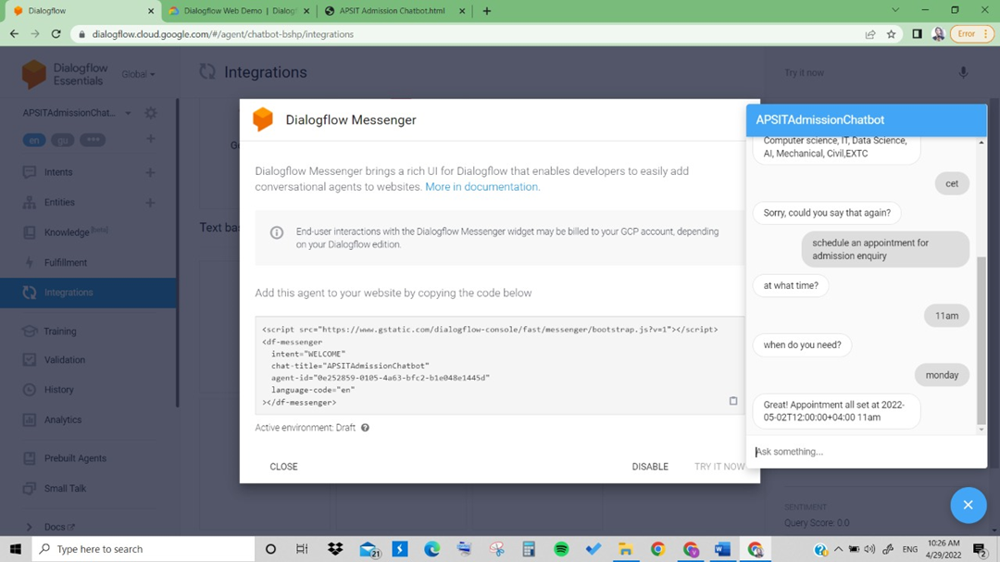 Dialogflow
Dialogflow Web Demo | Dialogf
APSIT Admission Chatbot.html
dialogflow.cloud.google.com/#/agent/chatbot-bshp/integrations
Error
Dialogflow
Essentials
Global
Integrations
Try it now
APSITAdmissionChat...
en
gu
Intents
Entities
Knowledge [beta]
Fulfillment
Integrations
Training
Validation
History
Analytics
Prebuilt Agents
Small Talk
Docs
Text bas
Dialogflow Messenger
Dialogflow Messenger brings a rich UI for Dialogflow that enables developers to easily add
conversational agents to websites. More in documentation.
End-user interactions with the Dialogflow Messenger widget may be billed to your GCP account, depending
on your Dialogflow edition.
Add this agent to your website by copying the code below
<script src="https://www.gstatic.com/dialogflow-console/fast/messenger/bootstrap.js?v=1"></script>
<df-messenger
intent="WELCOME"
chat-title="APSITAdmissionChatbot"
agent-id="0e252859-0105-4a63-bfc2-b1e048e1445d"
language-code="en"
></df-messenger>
Active environment: Draft
CLOSE
DISABLE
TRY IT NOW
APSITAdmissionChatbot
Computer science, IT, Data Science,
AI, Mechanical, Civil,EXTC
cet
Sorry, could you say that again?
schedule an appointment for
admission enquiry
at what time?
11am
when do you need?
monday
Great! Appointment all set at 2022-
05-02T12:00:00+04:00 11am
Ask something...
SENTIMENT
Query Score: 0.0
Type here to search
21
ENG
10:26 AM
4/29/2022
2